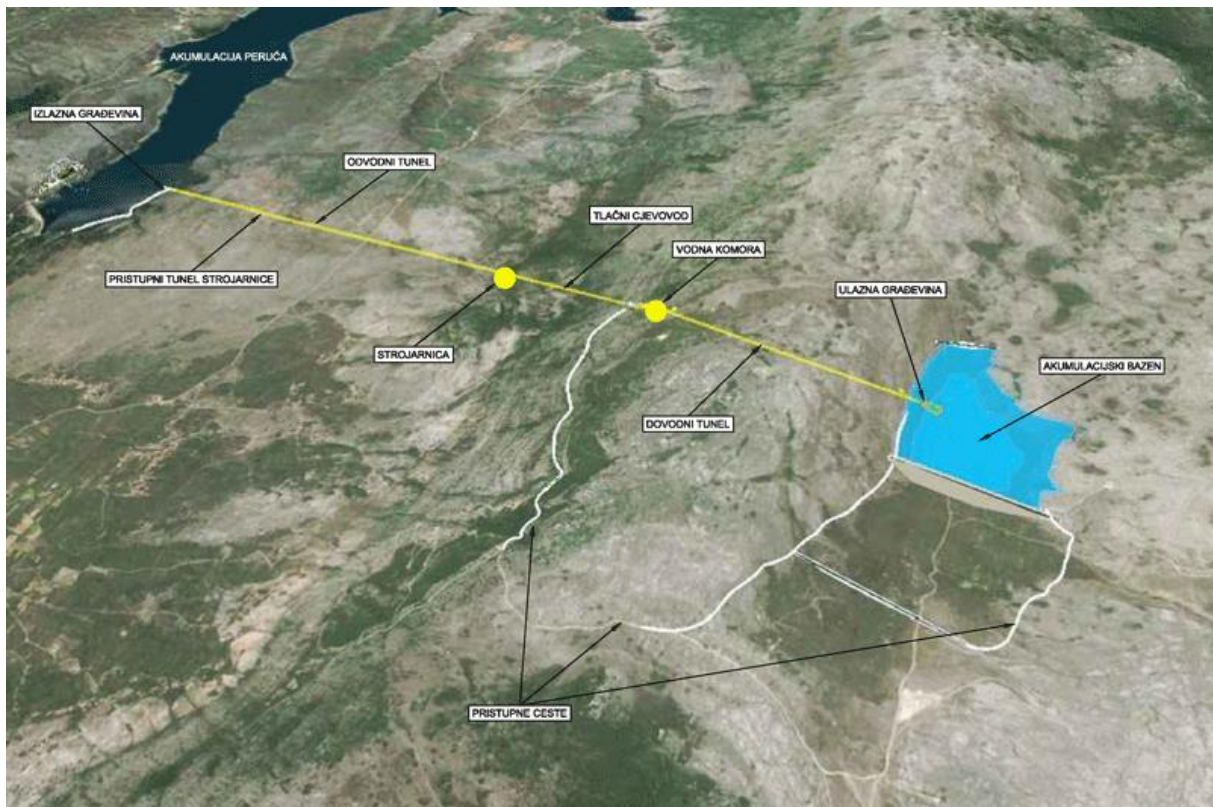 AKUMULACIJA PERUĆA
IZLAZNA GRAĐEVINA
ODVODNI TUNEL
TLAČNI CJEVOVOD
VODNA KOMORA
PRISTUPNI TUNEL STROJARNICE
ULAZNA GRAĐEVINA
STROJARNICA
AKUMULACIJSKI BAZEN
DOVODNI TUNEL
PRISTUPNE CESTE